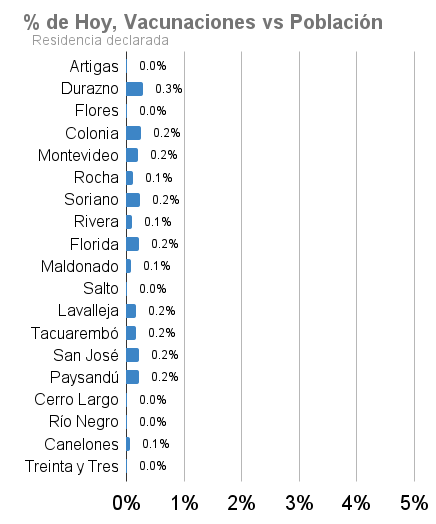 % de Hoy, Vacunaciones vs Población
Residencia declarada
Artigas 0.0%
Durazno 0.3%
Flores 0.0%
Colonia 0.2%
Montevideo 0.2%
Rocha 0.1%
Soriano 0.2%
Rivera 0.1%
Florida 0.2%
Maldonado 0.1%
Salto 0.0%
Lavalleja 0.2%
Tacuarembó 0.2%
San José 0.2%
Paysandú 0.2%
Cerro Largo 0.0%
Río Negro 0.0%
Canelones 0.1%
Treinta y Tres 0.0%
0% 1% 2% 3% 4% 5%